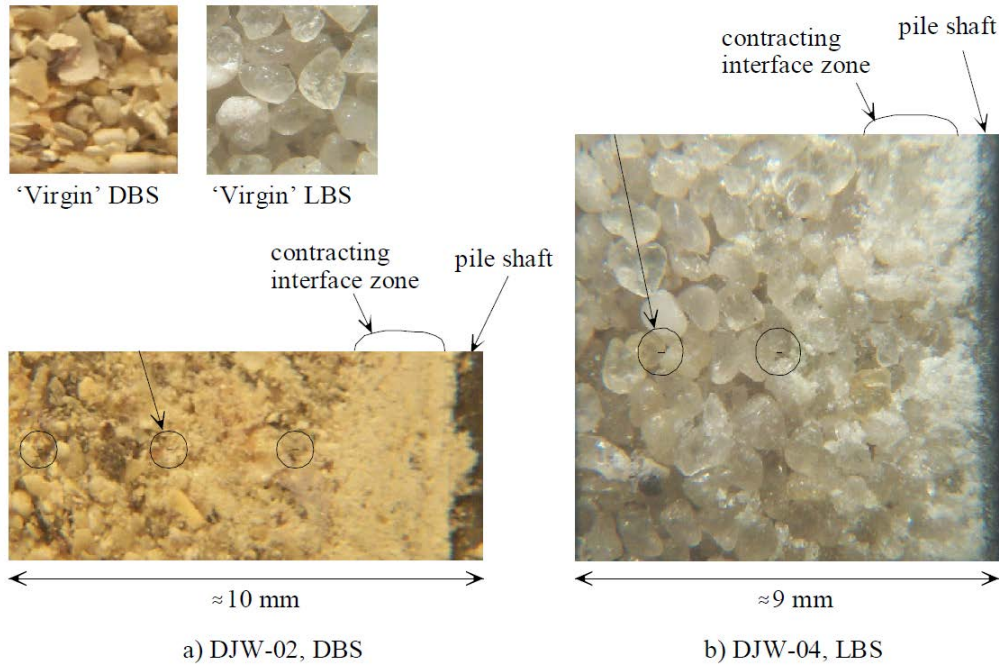 'Virgin' DBS
'Virgin' LBS
contracting
interface zone
pile shaft
≈10 mm
a) DJW-02, DBS
contracting
interface zone
pile shaft
≈9 mm
b) DJW-04, LBS